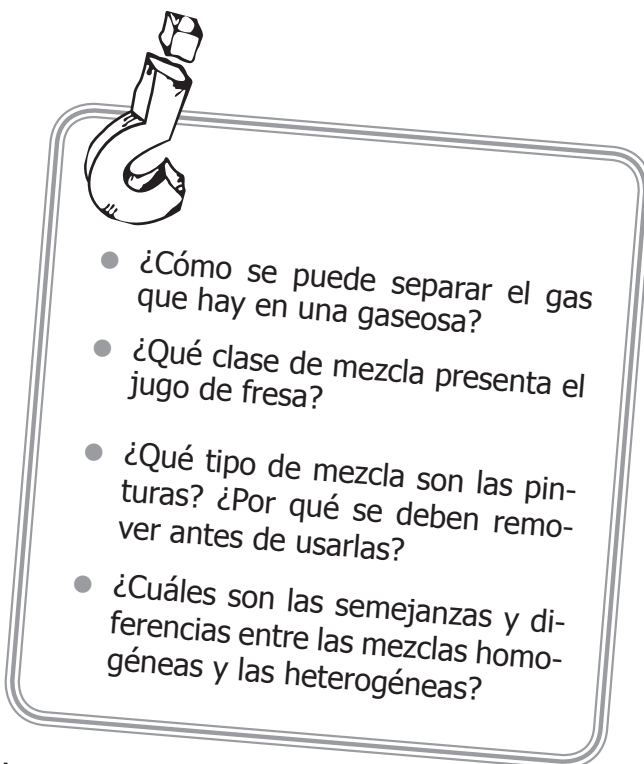 ¿Cómo se puede separar el gas
que hay en una gaseosa?
¿Qué clase de mezcla presenta el
jugo de fresa?
¿Qué tipo de mezcla son las pin-
turas? ¿Por qué se deben remo-
ver antes de usarlas?
¿Cuáles son las semejanzas y di-
ferencias entre las mezclas homo-
géneas y las heterogéneas?